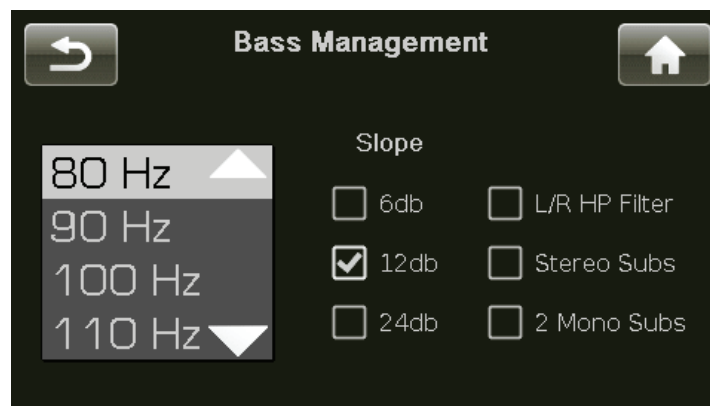 Bass Management
80 Hz
90 Hz
100 Hz
110 Hz
Slope
6db
12db
24db
L/R HP Filter
Stereo Subs
2 Mono Subs